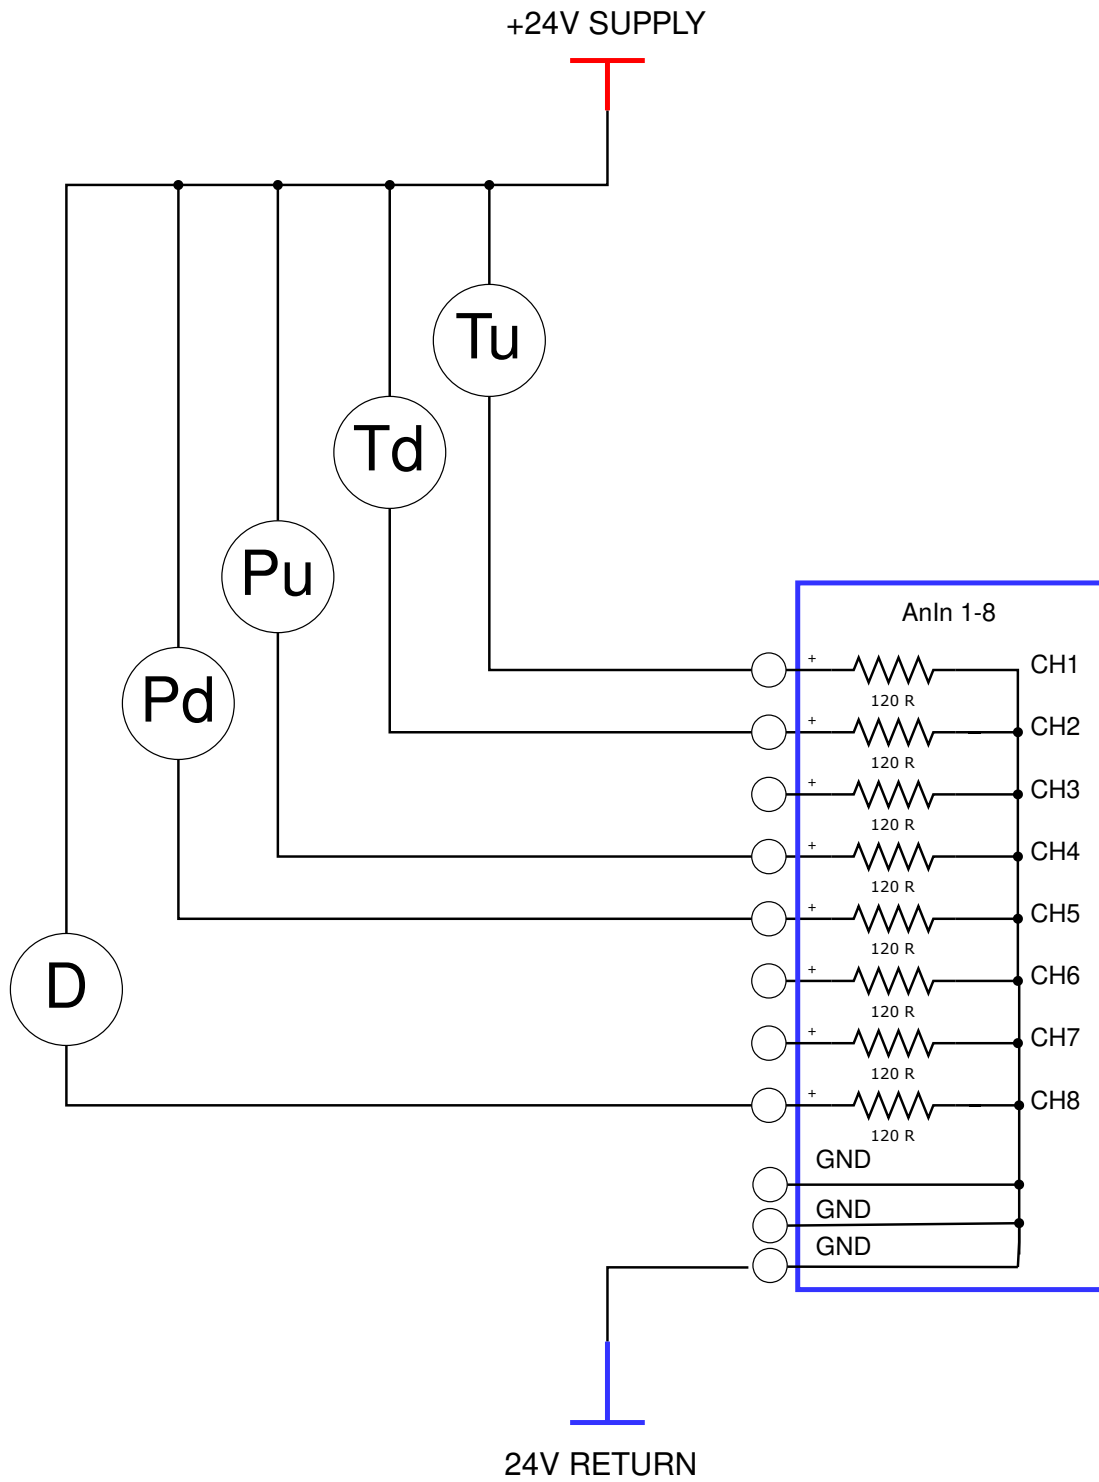 +24V SUPPLY
Tu
Td
Pu
Pd
D
AnIn 1-8
+
CH1
120 R
+
CH2
120 R
+
CH3
120 R
+
CH4
120 R
+
CH5
120 R
+
CH6
120 R
+
CH7
120 R
+
CH8
120 R
GND
GND
GND
24V RETURN